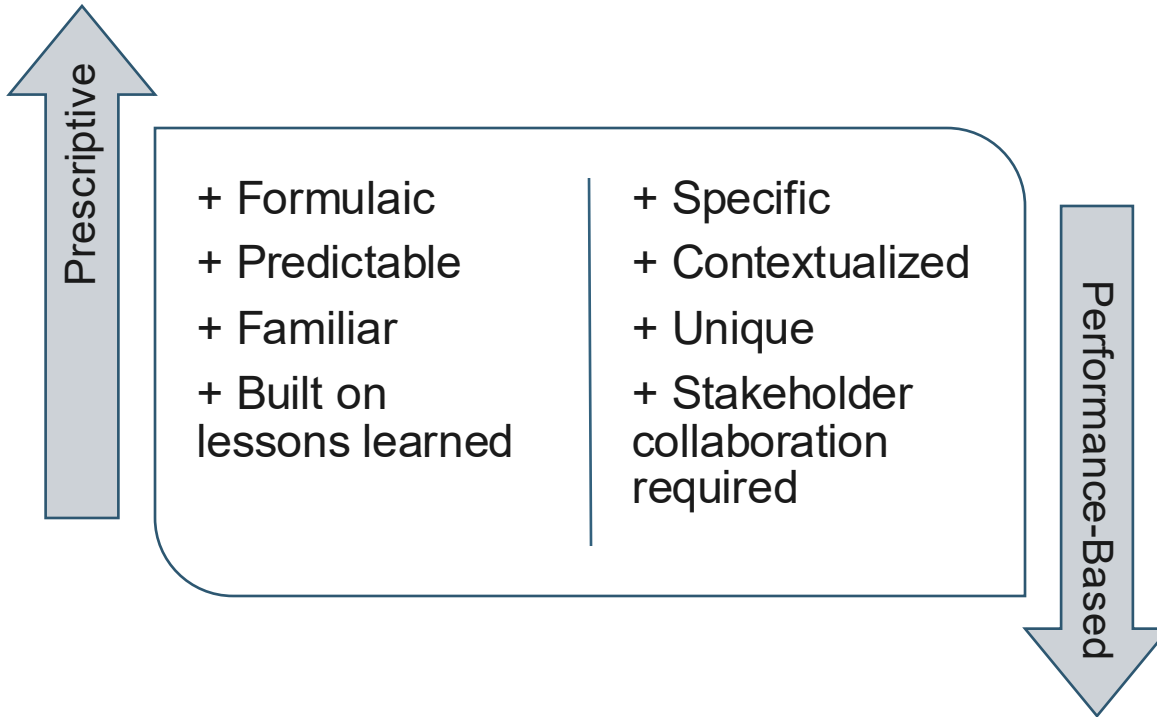 Prescriptive
+ Formulaic
+ Predictable
+ Familiar
+ Built on
lessons learned
+ Specific
+ Contextualized
+ Unique
+ Stakeholder
collaboration
required
Performance-Based